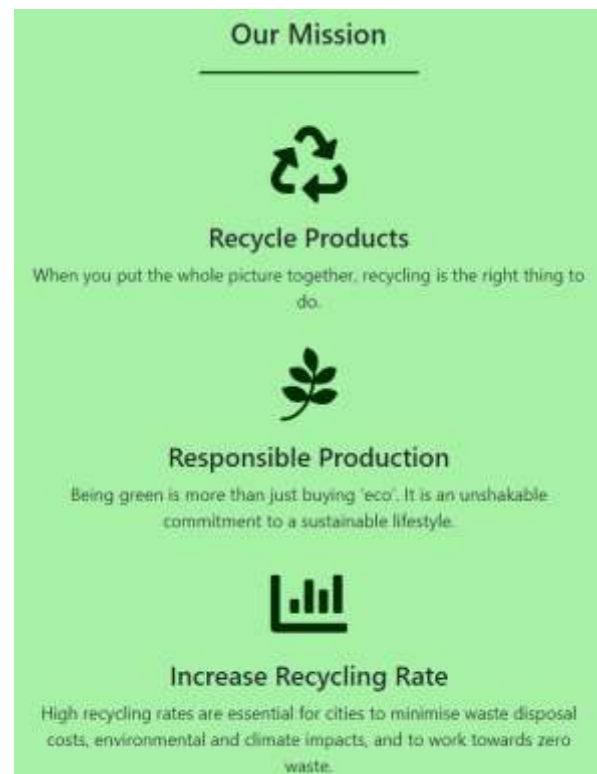 Our Mission
Recycle Products
When you put the whole picture together, recycling is the right thing to
do.
Responsible Production
Being green is more than just buying 'eco'. It is an unshakable
commitment to a sustainable lifestyle.
Increase Recycling Rate
High recycling rates are essential for cities to minimise waste disposal
costs, environmental and climate impacts, and to work towards zero
waste.